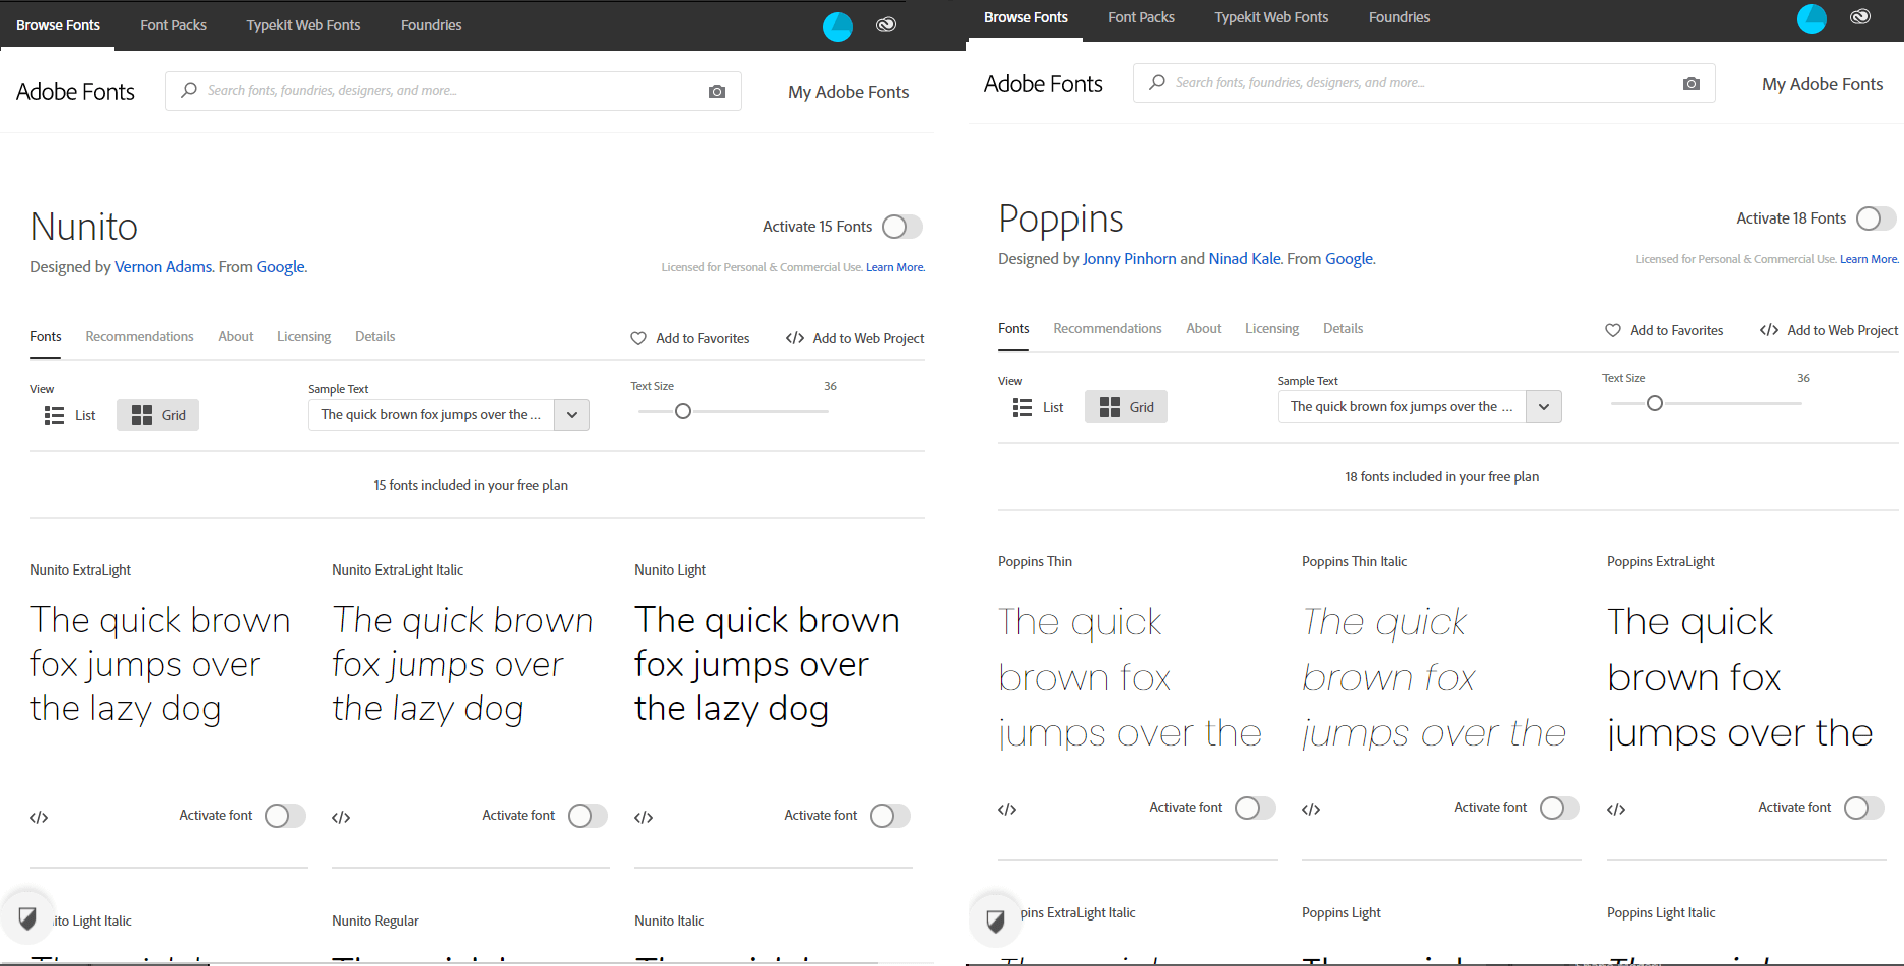 Browse Fonts Font Packs Typekit Web Fonts Foundries
Adobe Fonts Search fonts, foundries, designers, and more... My Adobe Fonts
Nunito
Activate 15 Fonts
Designed by Vernon Adams. From Google.
Licensed for Personal & Commercial Use. Learn More.
Fonts Recommendations About Licensing Details
Add to Favorites </> Add to Web Project
View
List Grid
Sample Text
The quick brown fox jumps over the ...
Text Size 36
15 fonts included in your free plan
Nunito ExtraLight
The quick brown
fox jumps over
the lazy dog
</> Activate font
Nunito ExtraLight Italic
The quick brown
fox jumps over
the lazy dog
</> Activate font
Nunito Light
The quick brown
fox jumps over
the lazy dog
</> Activate font
ito Light Italic
Nunito Regular
Nunito Italic
Browse Fonts Font Packs Typekit Web Fonts Foundries
Adobe Fonts Search fonts, foundries, designers, and more... My Adobe Fonts
Poppins
Activate 18 Fonts
Designed by Jonny Pinhorn and Ninad Kale. From Google.
Licensed for Personal & Commercial Use. Learn More.
Fonts Recommendations About Licensing Details
Add to Favorites </> Add to Web Project
View
List Grid
Sample Text
The quick brown fox jumps over the ...
Text Size 36
18 fonts included in your free plan
Poppins Thin
The quick
brown fox
jumps over the
</> Activate font
Poppins Thin Italic
The quick
brown fox
jumps over the
</> Activate font
Poppins ExtraLight
The quick
brown fox
jumps over the
</> Activate font
pins ExtraLight Italic
Poppins Light
Poppins Light Italic